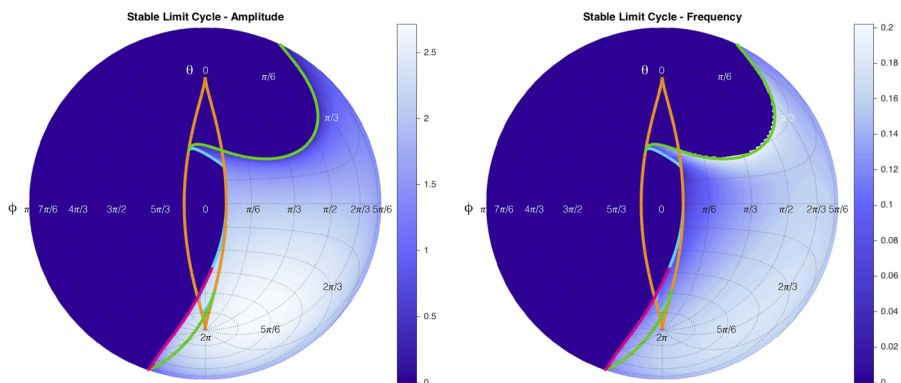 Stable Limit Cycle - Amplitude
θ 0 π/6
π/3
ϕ π 7π/6 4π/3 3π/2 5π/3 0 π/6 π/3 π/2 2π/3 5π/6
2π/3
5π/6
2π
2.5
2
1.5
1
0.5
0
Stable Limit Cycle - Frequency
θ 0 π/6
π/3
ϕ π 7π/6 4π/3 3π/2 5π/3 0 π/6 π/3 π/2 2π/3 5π/6
2π/3
5π/6
2π
0.2
0.18
0.16
0.14
0.12
0.1
0.08
0.06
0.04
0.02
0